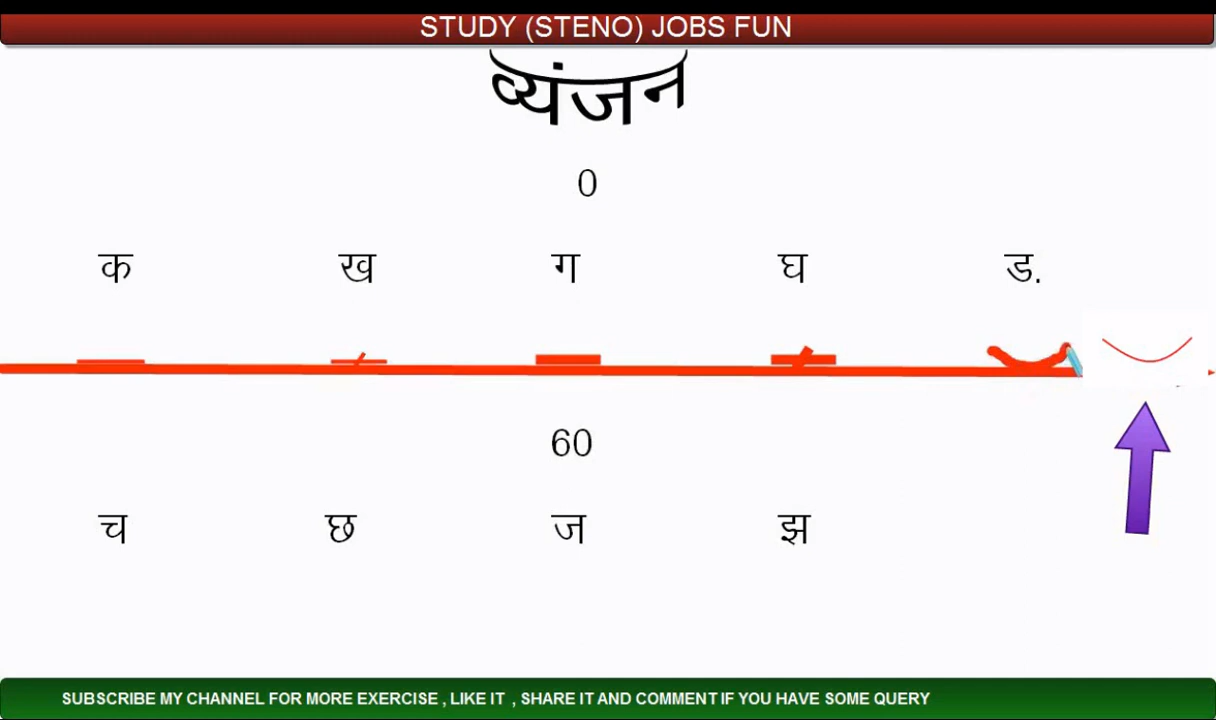 STUDY (STENO) JOBS FUN
व्यंजन
0
क ख ग घ ड.
60
च छ ज झ
SUBSCRIBE MY CHANNEL FOR MORE EXERCISE , LIKE IT , SHARE IT AND COMMENT IF YOU HAVE SOME QUERY